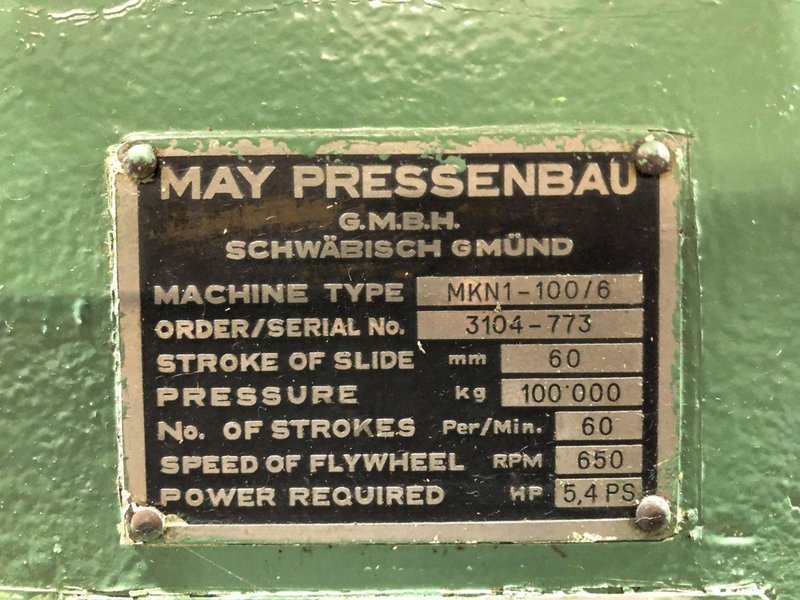 MAY PRESSENBAU
G.M.B.H.
SCHWÄBISCH GMÜND
MACHINE TYPE MKN1-100/6
ORDER/SERIAL No. 3104-773
STROKE OF SLIDE mm 60
PRESSURE kg 100'000
No. OF STROKES Per/Min. 60
SPEED OF FLYWHEEL RPM 650
POWER REQUIRED HP 5,4 PS